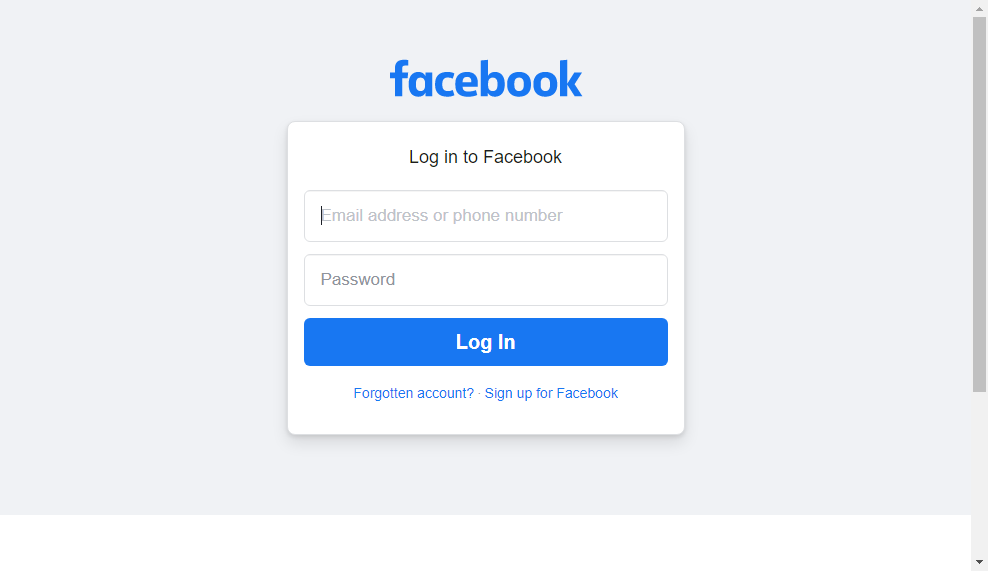 facebook
Log in to Facebook
Email address or phone number
Password
Log In
Forgotten account? · Sign up for Facebook